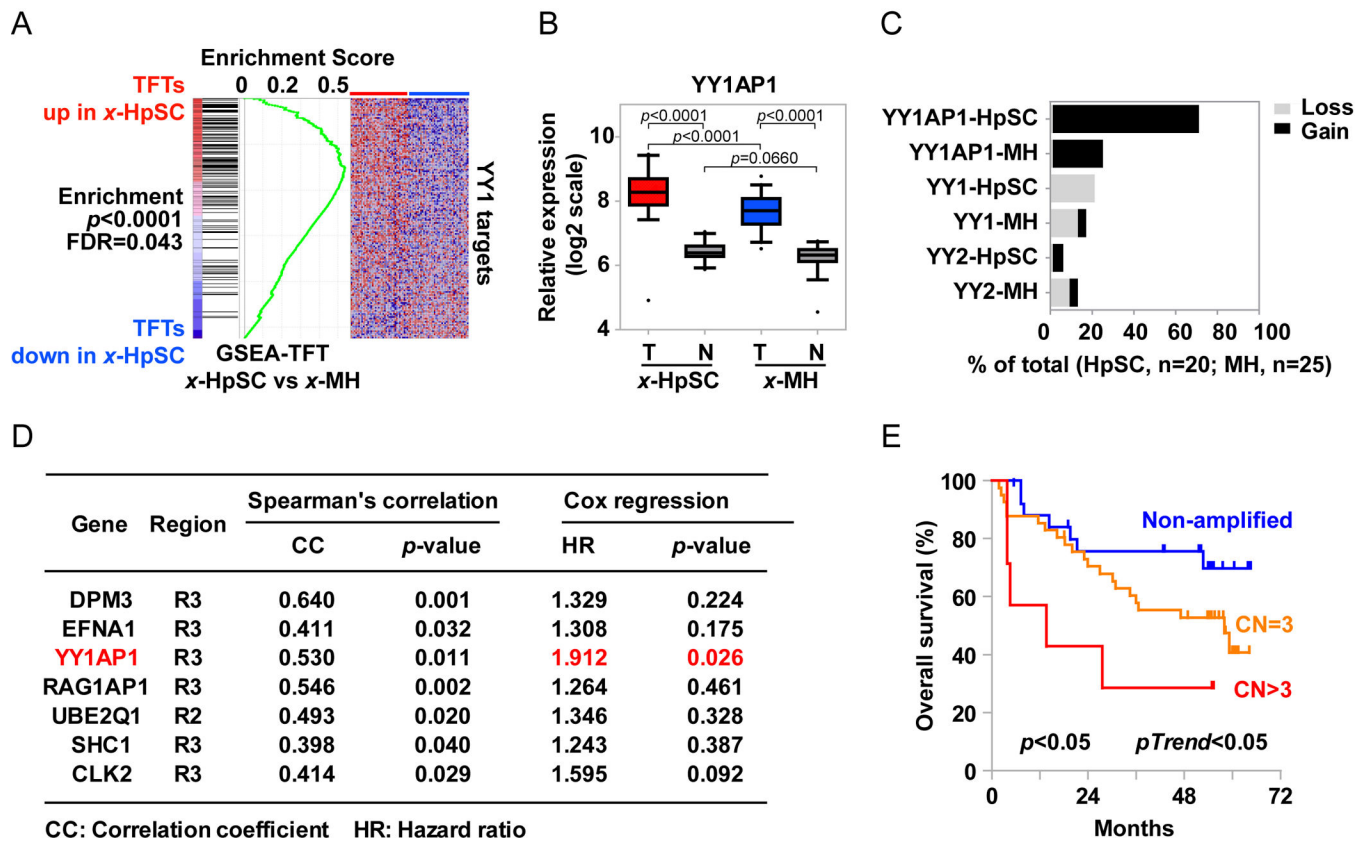 A
Enrichment Score
TFTs
up in x-HpSC
0 0.2 0.5
Enrichment
p<0.0001
FDR=0.043
YY1 targets
TFTs
down in x-HpSC
GSEA-TFT
x-HpSC vs x-MH
B
YY1AP1
Relative expression
(log2 scale)
10
8
6
4
p<0.0001
p<0.0001
p<0.0001
p=0.0660
T N T N
x-HpSC x-MH
C
Loss
Gain
YY1AP1-HpSC
YY1AP1-MH
YY1-HpSC
YY1-MH
YY2-HpSC
YY2-MH
0 20 40 60 80 100
% of total (HpSC, n=20; MH, n=25)
D
Gene Region Spearman's correlation Cox regression
CC p-value HR p-value
DPM3 R3 0.640 0.001 1.329 0.224
EFNA1 R3 0.411 0.032 1.308 0.175
YY1AP1 R3 0.530 0.011 1.912 0.026
RAG1AP1 R3 0.546 0.002 1.264 0.461
UBE2Q1 R2 0.493 0.020 1.346 0.328
SHC1 R3 0.398 0.040 1.243 0.387
CLK2 R3 0.414 0.029 1.595 0.092
CC: Correlation coefficient HR: Hazard ratio
E
Overall survival (%)
100
80
60
40
20
0
Non-amplified
CN=3
CN>3
p<0.05 pTrend<0.05
0 24 48 72
Months